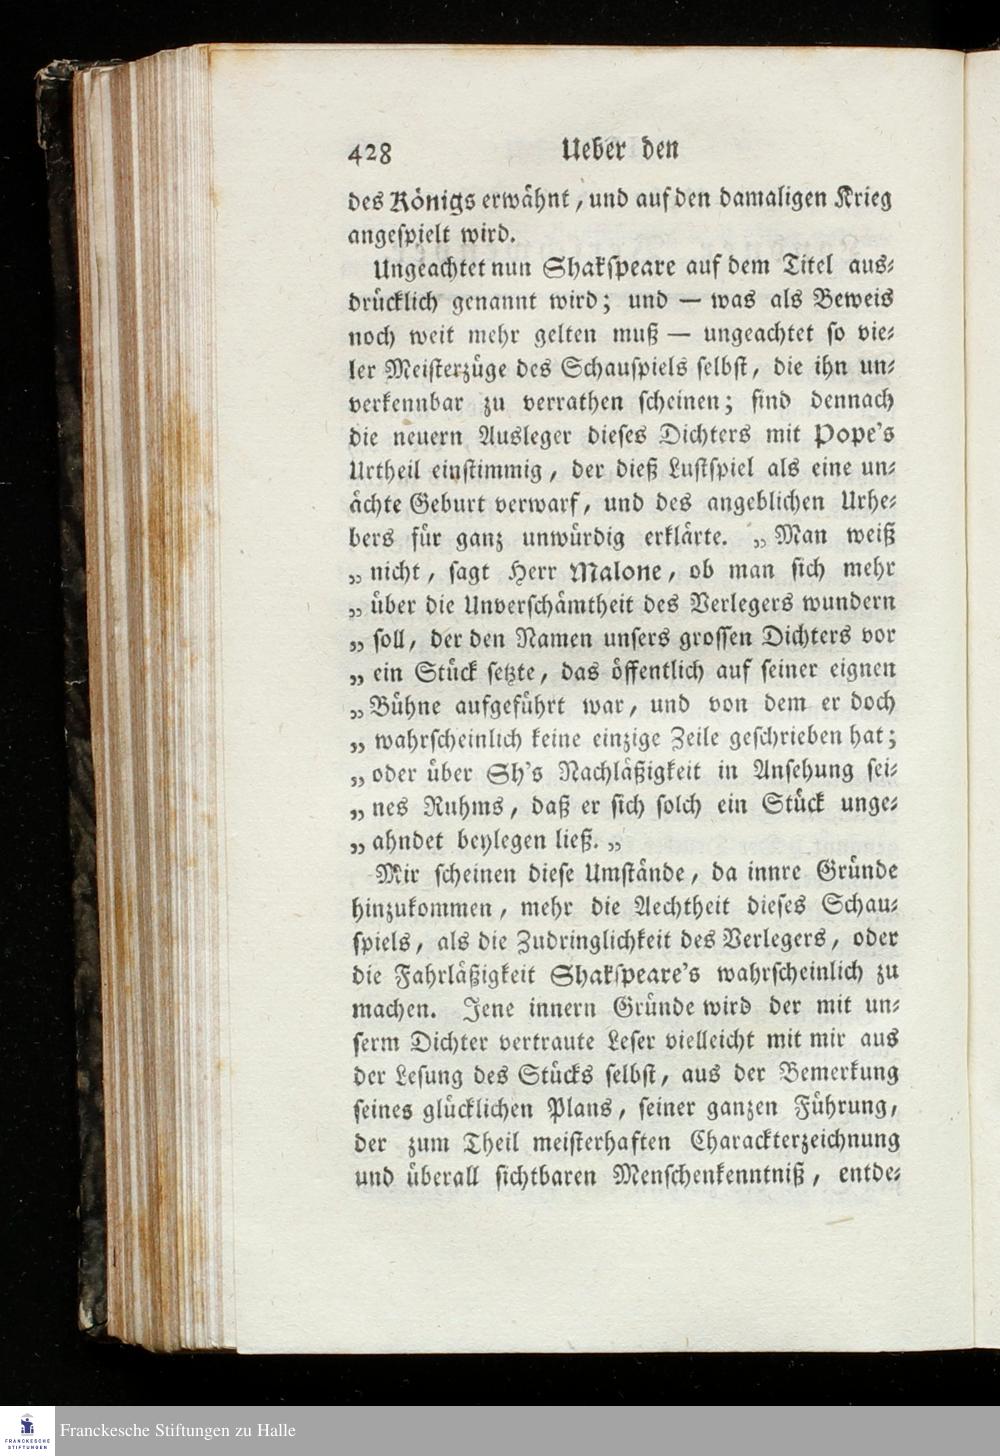 428 Ueber den
des Königs erwähnt, und auf den damaligen Krieg
angespielt wird.
Ungeachtet nun Shakspeare auf dem Titel aus⸗
drücklich genannt wird; und — was als Beweis
noch weit mehr gelten muß — ungeachtet so vie⸗
ler Meisterzüge des Schauspiels selbst, die ihn un⸗
verkennbar zu verrathen scheinen; sind dennach
die neuern Ausleger dieses Dichters mit Pope's
Urtheil einstimmig, der dieß Lustspiel als eine un⸗
ächte Geburt verwarf, und des angeblichen Urhe⸗
bers für ganz unwürdig erklärte. „Man weiß
„nicht, sagt Herr Malone, ob man sich mehr
„über die Unverschämtheit des Verlegers wundern
„soll, der den Namen unsers grossen Dichters vor
„ein Stück setzte, das öffentlich auf seiner eignen
„Bühne aufgeführt war, und von dem er doch
„wahrscheinlich keine einzige Zeile geschrieben hat;
„oder über Sh's Nachläßigkeit in Ansehung sei⸗
„nes Ruhms, daß er sich solch ein Stück unge⸗
„ahndet beylegen ließ. „
Mir scheinen diese Umstände, da innre Gründe
hinzukommen, mehr die Aechtheit dieses Schau⸗
spiels, als die Zudringlichkeit des Verlegers, oder
die Fahrläßigkeit Shakspeare's wahrscheinlich zu
machen. Jene innern Gründe wird der mit un⸗
serm Dichter vertraute Leser vielleicht mit mir aus
der Lesung des Stücks selbst, aus der Bemerkung
seines glücklichen Plans, seiner ganzen Führung,
der zum Theil meisterhaften Charackterzeichnung
und überall sichtbaren Menschenkenntniß, entde⸗
FRANCKESCHE
STIFTUNGEN
Franckesche Stiftungen zu Halle